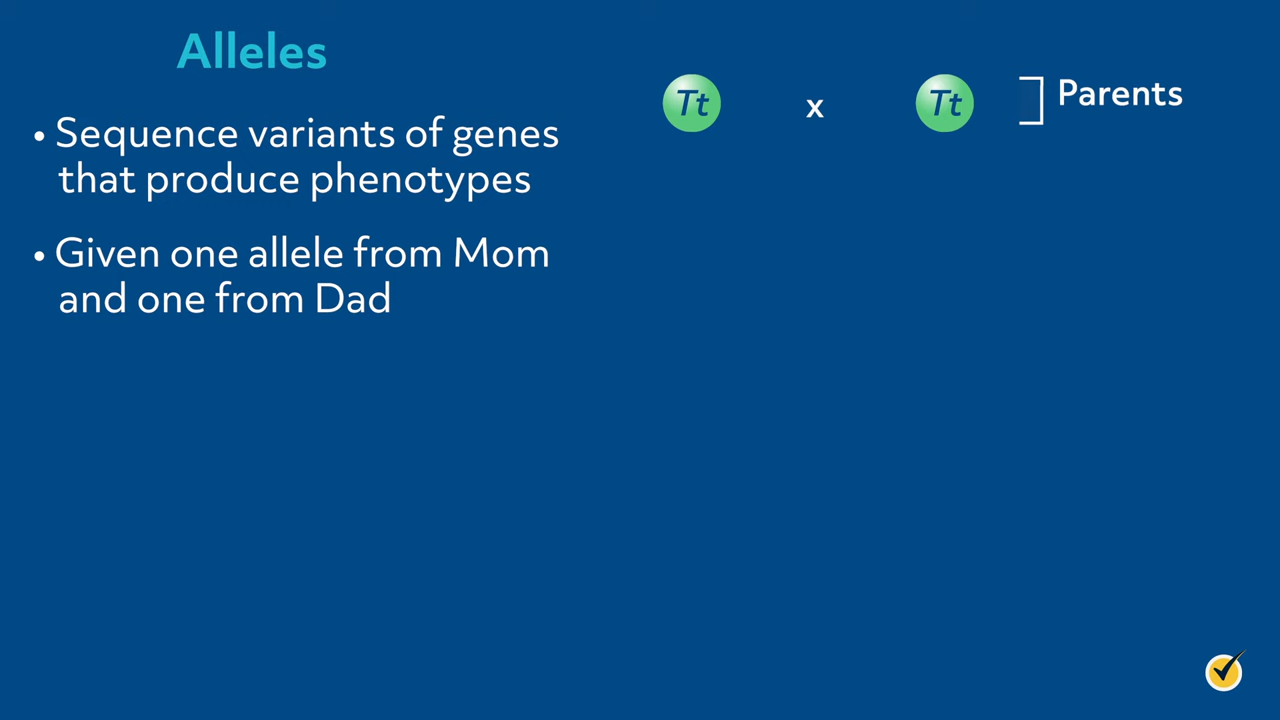 Alleles
• Sequence variants of genes
that produce phenotypes
• Given one allele from Mom
and one from Dad
Tt x Tt Parents